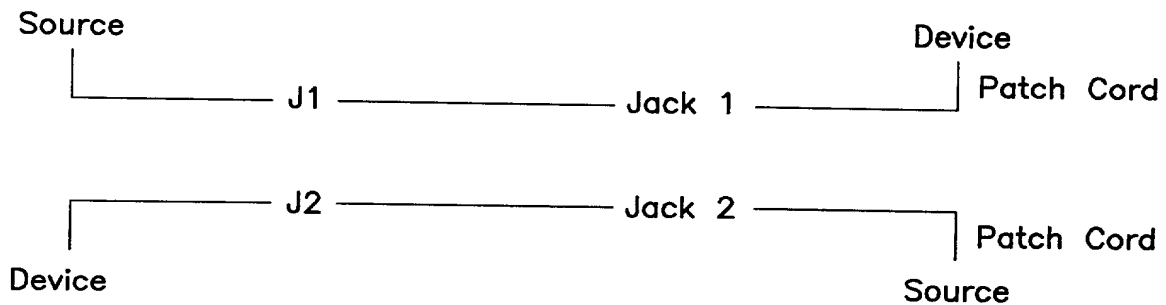 Source
Device
Patch Cord
J1
Jack 1
J2
Jack 2
Patch Cord
Device
Source